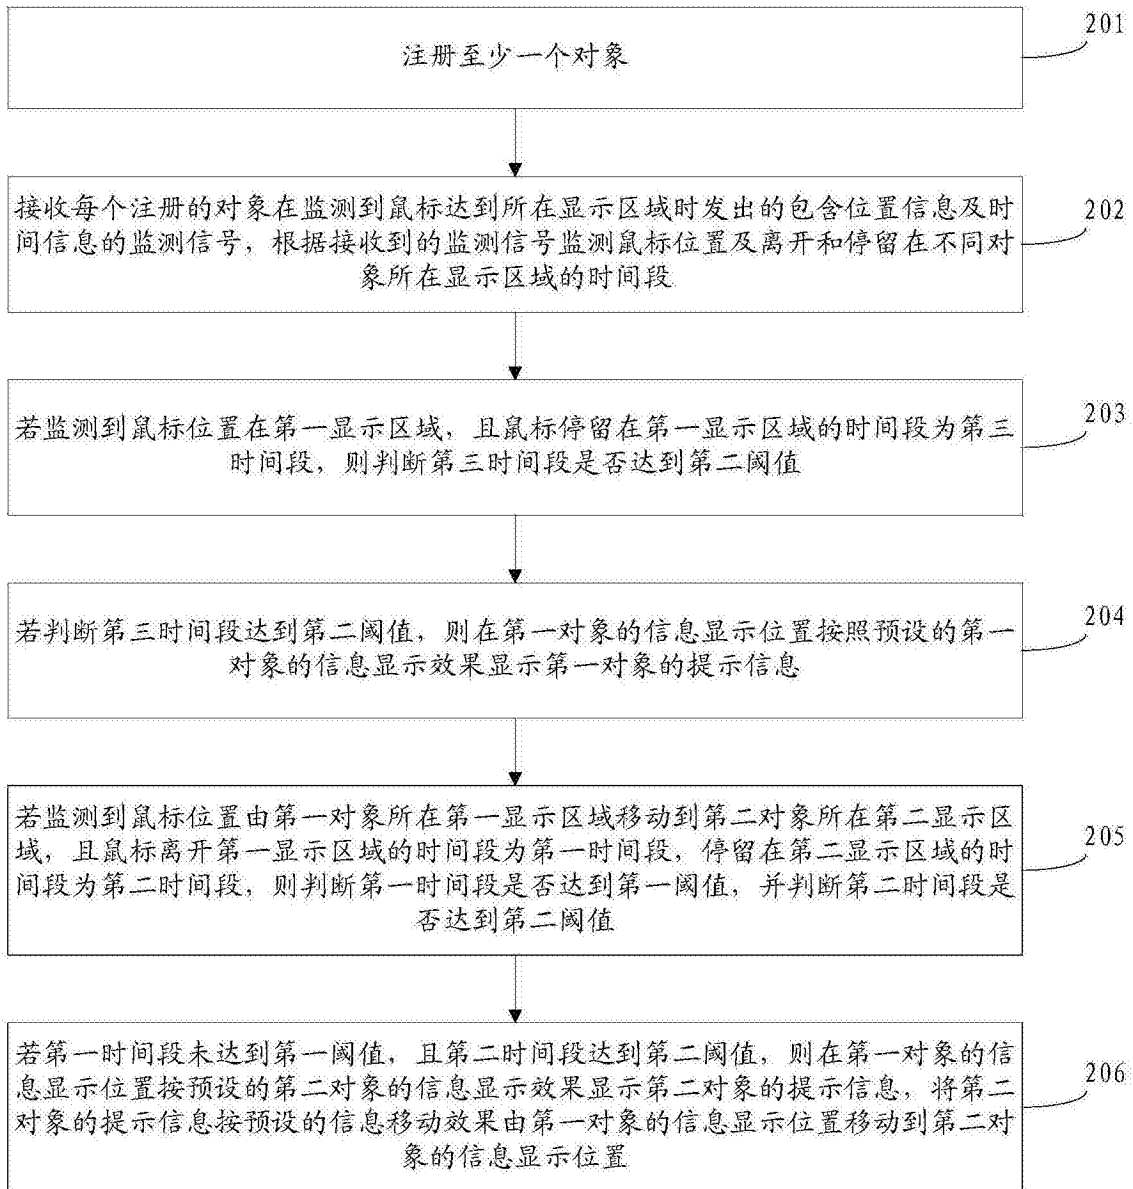 201
注册至少一个对象
202
接收每个注册的对象在监测到鼠标达到所在显示区域时发出的包含位置信息及时
间信息的监测信号，根据接收到的监测信号监测鼠标位置及离开和停留在不同对
象所在显示区域的时间段
203
若监测到鼠标位置在第一显示区域，且鼠标停留在第一显示区域的时间段为第三
时间段，则判断第三时间段是否达到第二阈值
204
若判断第三时间段达到第二阈值，则在第一对象的信息显示位置按照预设的第一
对象的信息显示效果显示第一对象的提示信息
205
若监测到鼠标位置由第一对象所在第一显示区域移动到第二对象所在第二显示区
域，且鼠标离开第一显示区域的时间段为第一时间段，停留在第二显示区域的时
间段为第二时间段，则判断第一时间段是否达到第一阈值，并判断第二时间段是
否达到第二阈值
206
若第一时间段未达到第一阈值，且第二时间段达到第二阈值，则在第一对象的信
息显示位置按预设的第二对象的信息显示效果显示第二对象的提示信息，将第二
对象的提示信息按预设的信息移动效果由第一对象的信息显示位置移动到第二对
象的信息显示位置